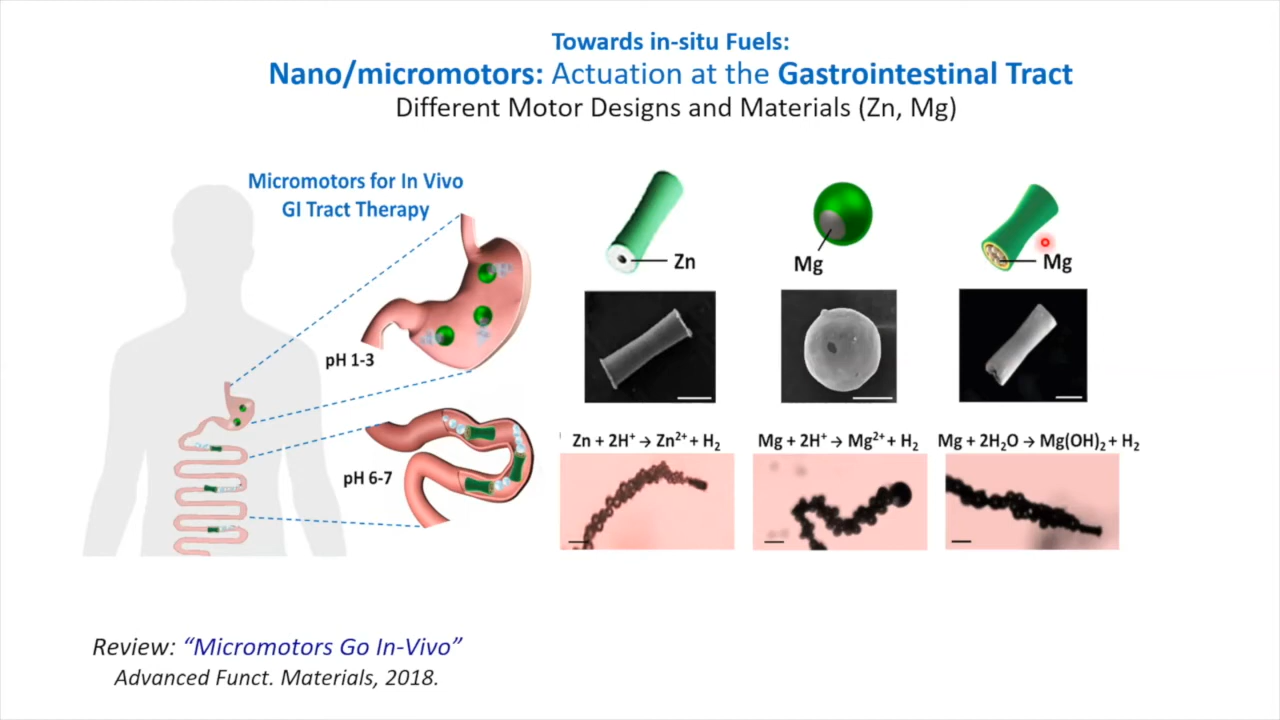 Towards in-situ Fuels:
Nano/micromotors: Actuation at the Gastrointestinal Tract
Different Motor Designs and Materials (Zn, Mg)
Micromotors for In Vivo
GI Tract Therapy
pH 1-3
pH 6-7
Zn
Mg
Mg
Zn + 2H⁺ → Zn²⁺ + H₂
Mg + 2H⁺ → Mg²⁺ + H₂
Mg + 2H₂O → Mg(OH)₂ + H₂
Review: “Micromotors Go In-Vivo”
Advanced Funct. Materials, 2018.